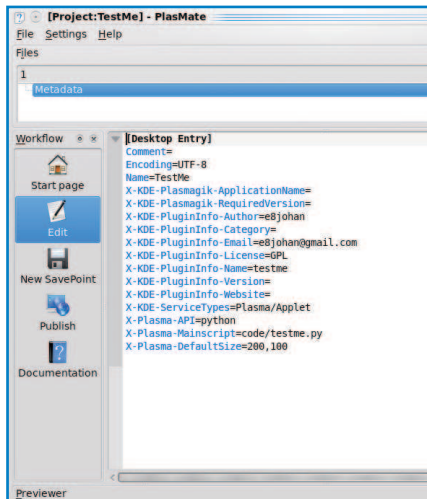 [Project:TestMe] - PlasMate
File Settings Help
Files
1
Metadata
Workflow
Start page
Edit
New SavePoint
Publish
Documentation
[Desktop Entry]
Comment=
Encoding=UTF-8
Name=TestMe
X-KDE-Plasmagik-ApplicationName=
X-KDE-Plasmagik-RequiredVersion=
X-KDE-PluginInfo-Author=e8johan
X-KDE-PluginInfo-Category=
X-KDE-PluginInfo-Email=e8johan@gmail.com
X-KDE-PluginInfo-License=GPL
X-KDE-PluginInfo-Name=testme
X-KDE-PluginInfo-Version=
X-KDE-PluginInfo-Website=
X-KDE-ServiceTypes=Plasma/Applet
X-Plasma-API=python
X-Plasma-Mainscript=code/testme.py
X-Plasma-DefaultSize=200,100
Previewer